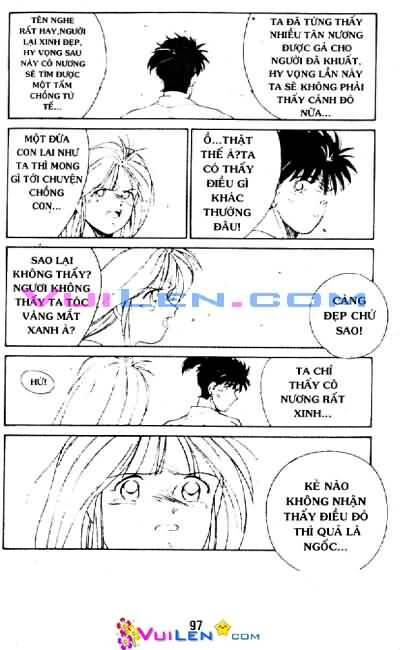 TÊN NGHE
RẤT HAY, NGƯỜI
LẠI XINH ĐẸP,
HY VỌNG SAU
NÀY CÔ NƯƠNG
SẼ TÌM ĐƯỢC
MỘT TẤM
CHỒNG TỬ
TẾ...
TA ĐÃ TỪNG THẤY
NHIỀU TÂN NƯƠNG
ĐƯỢC GẢ CHO
NGƯỜI ĐÃ KHUẤT,
HY VỌNG LẦN NÀY TA
TA SẼ KHÔNG PHẢI
THẤY CẢNH ĐÓ
NỮA...
MỘT ĐỨA
CON LAI NHƯ
TA THÌ MONG
GÌ TỚI CHUYỆN
CHỒNG
CON...
Ồ...THẬT
THẾ À?TA
CÓ THẤY
ĐIỀU GÌ
KHÁC
THƯỜNG
ĐÂU!
SAO LẠI
KHÔNG THẤY?
NGƯƠI KHÔNG
THẤY TA TÓC
VÀNG MẮT
XANH À?
CÀNG
ĐẸP CHỨ
SAO!
VUILEN.COM
HỨ!
TA CHỈ
THẤY CÔ
NƯƠNG RẤT
XINH...
KẺ NÀO
KHÔNG NHẬN
THẤY ĐIỀU ĐÓ
THÌ QUẢ LÀ
NGỐC...
97
VUILEN.COM